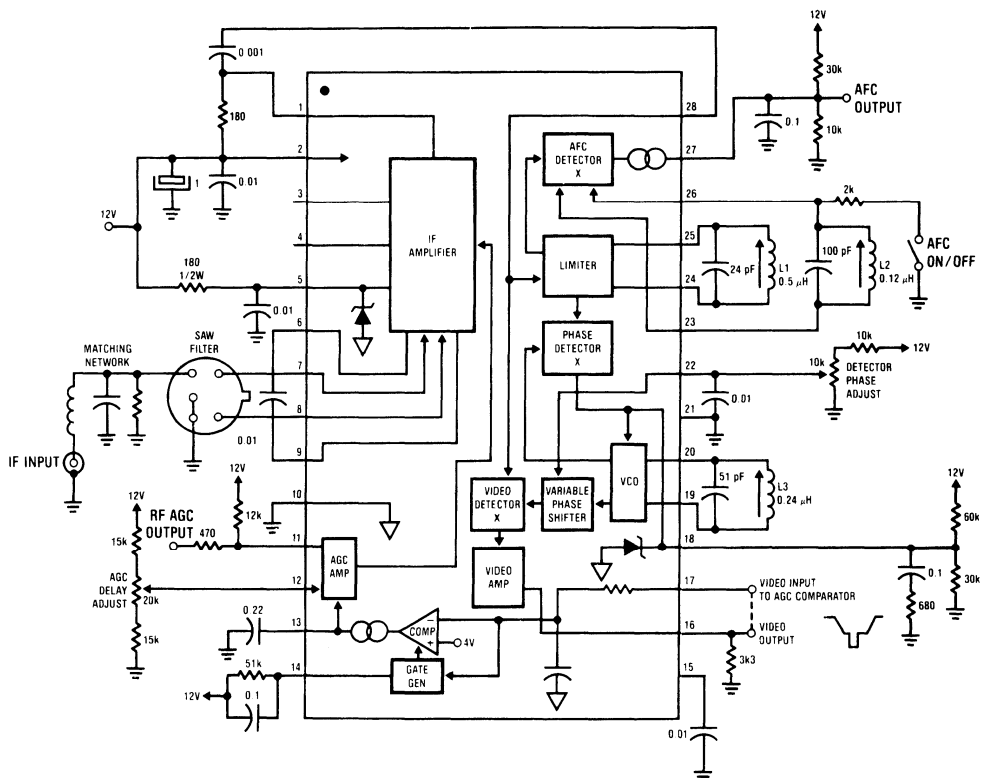 12V
0 001
30k
AFC
OUTPUT
1
28
0.1
10k
180
27
AFC
DETECTOR
X
2
26
2k
1
0.01
3
25
12V
IF
AMPLIFIER
LIMITER
24 pF
L1
0.5 μH
100 pF
L2
0.12 μH
AFC
ON/OFF
4
24
180
1/2W
5
23
0.01
6
PHASE
DETECTOR
X
10k
12V
MATCHING
NETWORK
SAW
FILTER
7
22
10k
DETECTOR
PHASE
ADJUST
0.01
8
21
0.01
9
IF INPUT
20
51 pF
L3
0.24 μH
VCO
12V
12V
10
VIDEO
DETECTOR
X
VARIABLE
PHASE
SHIFTER
19
12k
60k
RF AGC
OUTPUT
470
15k
11
18
AGC
AMP
VIDEO
AMP
0.1
30k
AGC
DELAY
ADJUST
20k
12
17
VIDEO INPUT
TO AGC COMPARATOR
680
0.22
13
COMP
−
+
4V
16
VIDEO
OUTPUT
15k
3k3
51k
14
GATE
GEN
15
12V
0.1
0 01